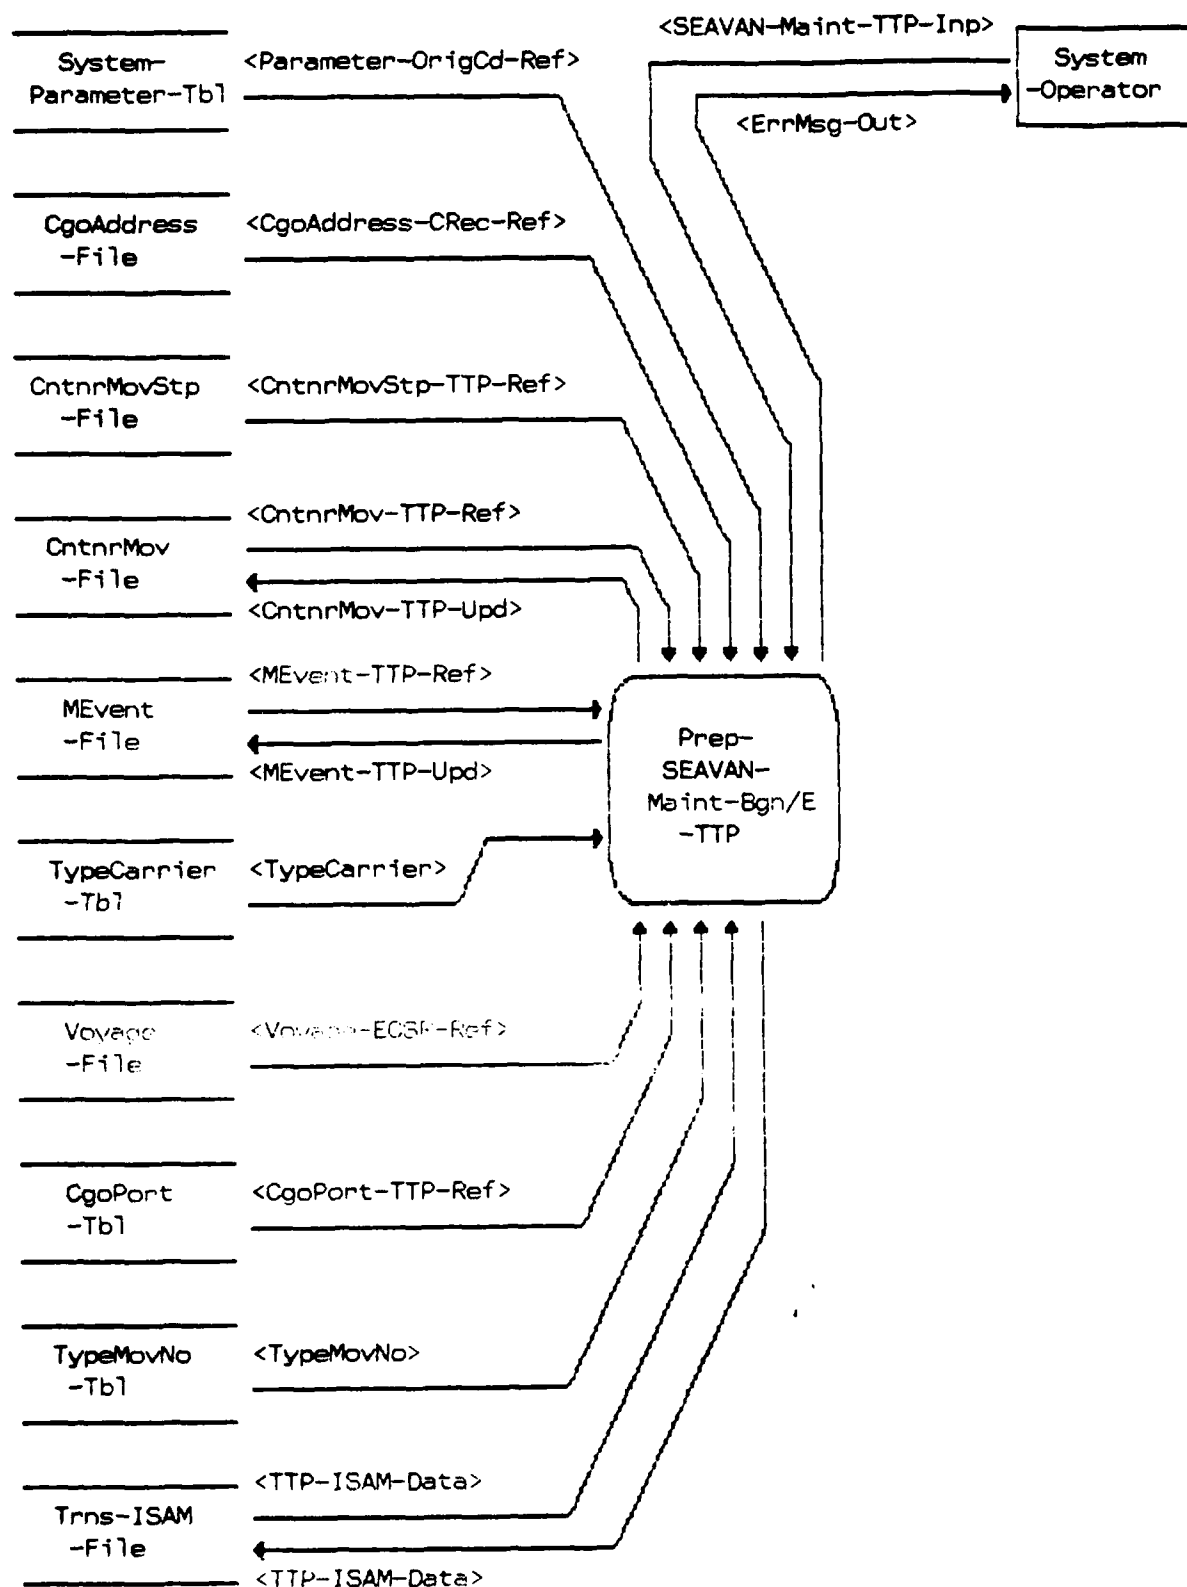 <SEAVAN-Maint-TTP-Inp>
System-
Parameter-Tbl
<Parameter-OrigCd-Ref>
System
-Operator
<ErrMsg-Out>
CgoAddress
-File
<CgoAddress-CRec-Ref>
CntnrMovStp
-File
<CntnrMovStp-TTP-Ref>
CntnrMov
-File
<CntnrMov-TTP-Ref>
<CntnrMov-TTP-Upd>
MEvent
-File
<MEvent-TTP-Ref>
<MEvent-TTP-Upd>
Prep-
SEAVAN-
Maint-Bgn/E
-TTP
TypeCarrier
-Tbl
<TypeCarrier>
Voyage
-File
CgoPort
-Tbl
<CgoPort-TTP-Ref>
TypeMovNo
-Tbl
<TypeMovNo>
Trns-ISAM
-File
<TTP-ISAM-Data>
<TTP-ISAM-Data>